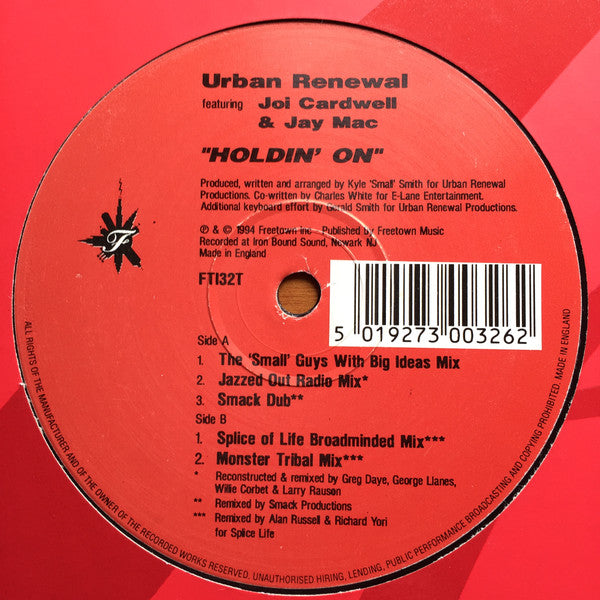 Urban Renewal
featuring Joi Cardwell
& Jay Mac
"HOLDIN' ON"
Produced, written and arranged by Kyle 'Small' Smith for Urban Renewal
Productions. Co-written by Charles White for E-Lane Entertainment.
Additional keyboard effort by Gerald Smith for Urban Renewal Productions.
℗ & © 1994 Freetown Inc · Published by Freetown Music
Recorded at Iron Bound Sound, Newark NJ
Made in England
FTI32T
5 019273 003262
Side A
1. The 'Small' Guys With Big Ideas Mix
2. Jazzed Out Radio Mix*
3. Smack Dub**
Side B
1. Splice of Life Broadminded Mix***
2. Monster Tribal Mix***
* Reconstructed & remixed by Greg Daye, George Llanes,
Willie Corbet & Larry Rauson
** Remixed by Smack Productions
*** Remixed by Alan Russell & Richard Yori
for Splice Life
F
ALL RIGHTS OF THE MANUFACTURER AND OF THE OWNER OF THE RECORDED WORKS RESERVED. UNAUTHORISED HIRING, LENDING, PUBLIC PERFORMANCE BROADCASTING AND COPYING PROHIBITED. MADE IN ENGLAND